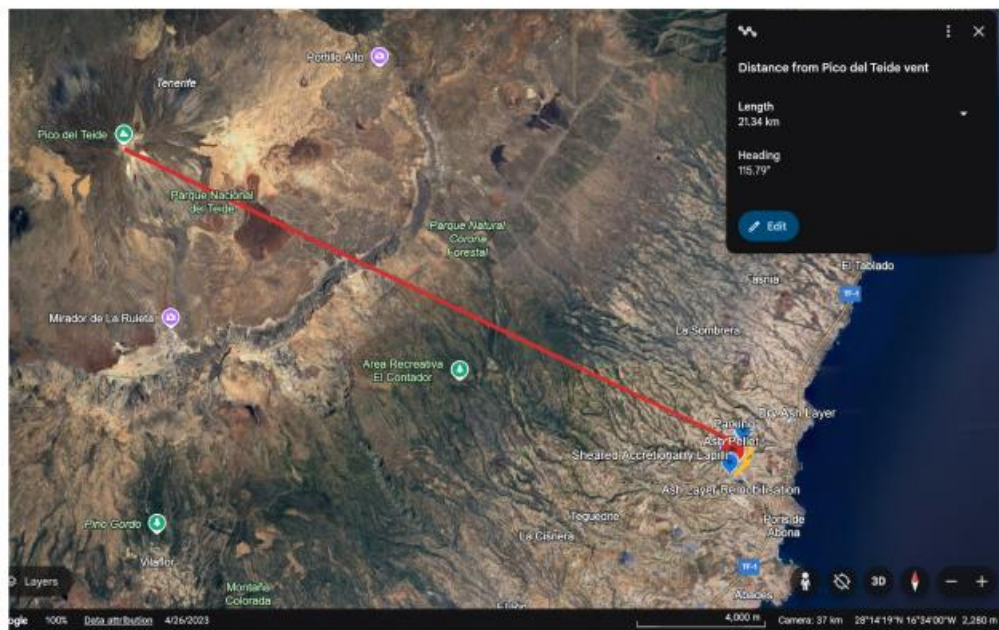 Portillo Alto
Tenerife
Pico del Teide
Parque Nacional
del Teide
Parque Natural
Corona
Forestal
Mirador de La Ruleta
Area Recreativa
El Contador
Pino Gordo
Vilaflor
Montaña
Colorada
Distance from Pico del Teide vent
Length
21.34 km
Heading
115.79°
Edit
El Tablado
Fasnia
TF-1
La Sombrera
Dry Ash Layer
Parking
Ash Pellet
Sheared Accretionary Lapilli
Ash Layer Remobilisation
Teguedite
La Cisnera
Poris de
Abona
TF-1
Abades
Layers
3D
ogle 100% Data attribution 4/26/2023
4,000 m Camera: 37 km 28°14'19"N 16°34'00"W 2,280 m